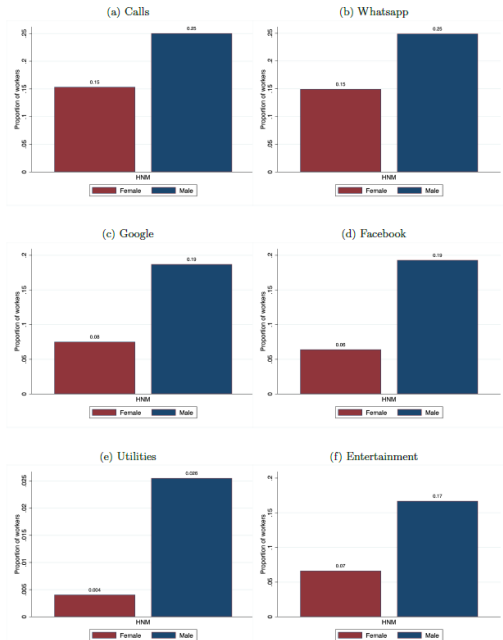 (a) Calls
Proportion of workers
0 .05 .1 .15 .2 .25
0.15
0.25
HNM
Female Male
(b) Whatsapp
Proportion of workers
0 .05 .1 .15 .2 .25
0.15
0.25
HNM
Female Male
(c) Google
Proportion of workers
0 .05 .1 .15 .2
0.08
0.19
HNM
Female Male
(d) Facebook
Proportion of workers
0 .05 .1 .15 .2
0.06
0.19
HNM
Female Male
(e) Utilities
Proportion of workers
0 .005 .01 .015 .02 .025
0.004
0.026
HNM
Female Male
(f) Entertainment
Proportion of workers
0 .05 .1 .15 .2
0.07
0.17
HNM
Female Male